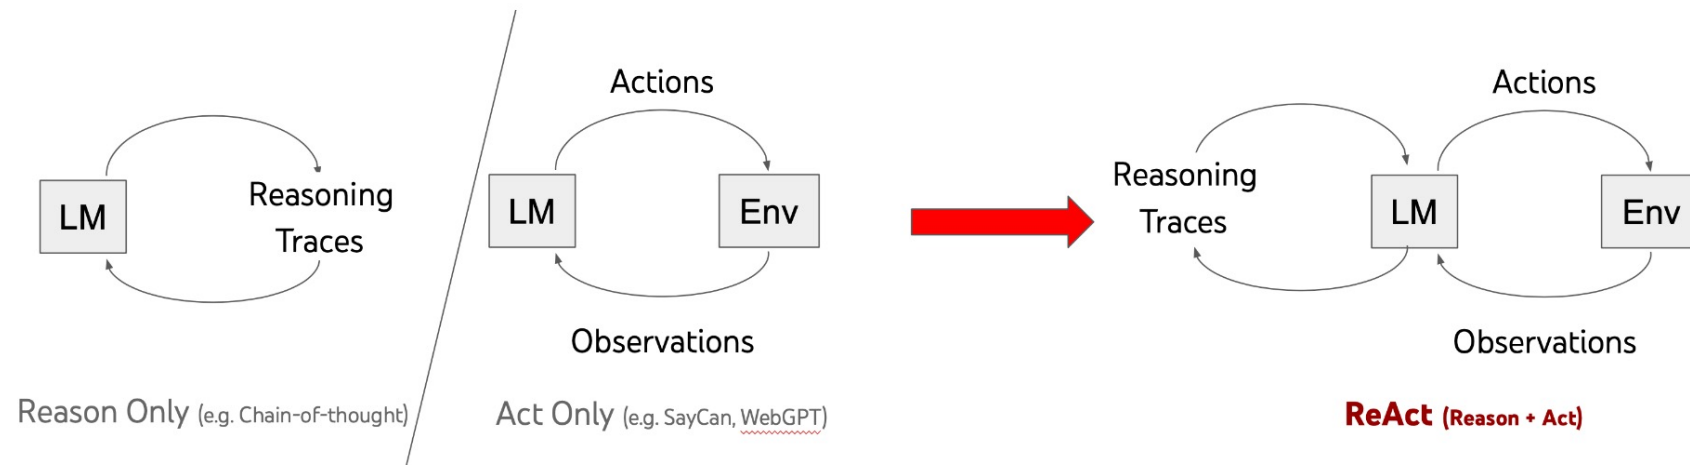 LM
Reasoning
Traces
Reason Only (e.g. Chain-of-thought)
Actions
LM
Env
Observations
Act Only (e.g. SayCan, WebGPT)
Reasoning
Traces
Actions
LM
Env
Observations
ReAct (Reason + Act)